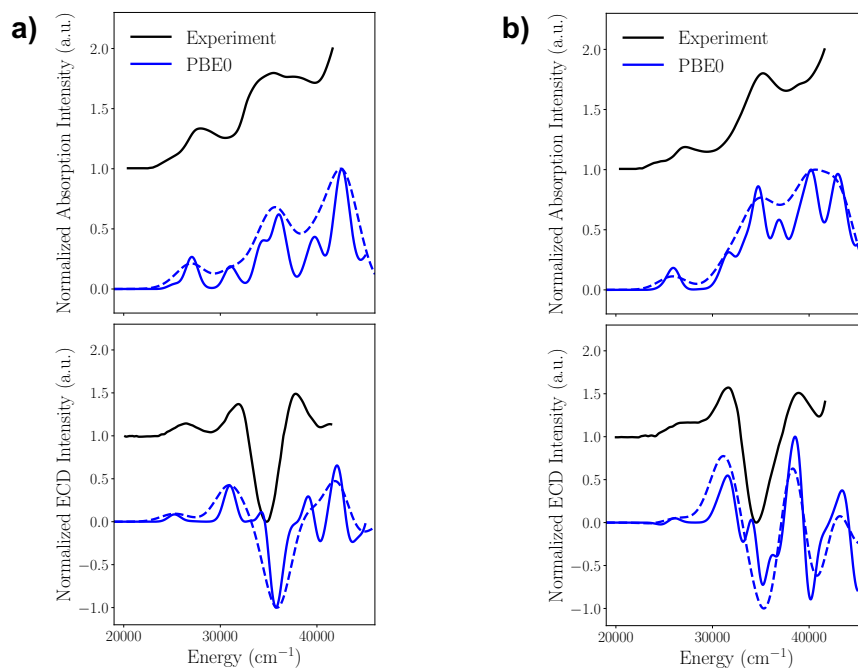 a)
Experiment
PBE0
Normalized Absorption Intensity (a.u.)
2.0
1.5
1.0
0.5
0.0
Normalized ECD Intensity (a.u.)
2.0
1.5
1.0
0.5
0.0
−0.5
−1.0
20000 30000 40000
Energy (cm⁻¹)
b)
Experiment
PBE0
Normalized Absorption Intensity (a.u.)
2.0
1.5
1.0
0.5
0.0
Normalized ECD Intensity (a.u.)
2.0
1.5
1.0
0.5
0.0
−0.5
−1.0
20000 30000 40000
Energy (cm⁻¹)